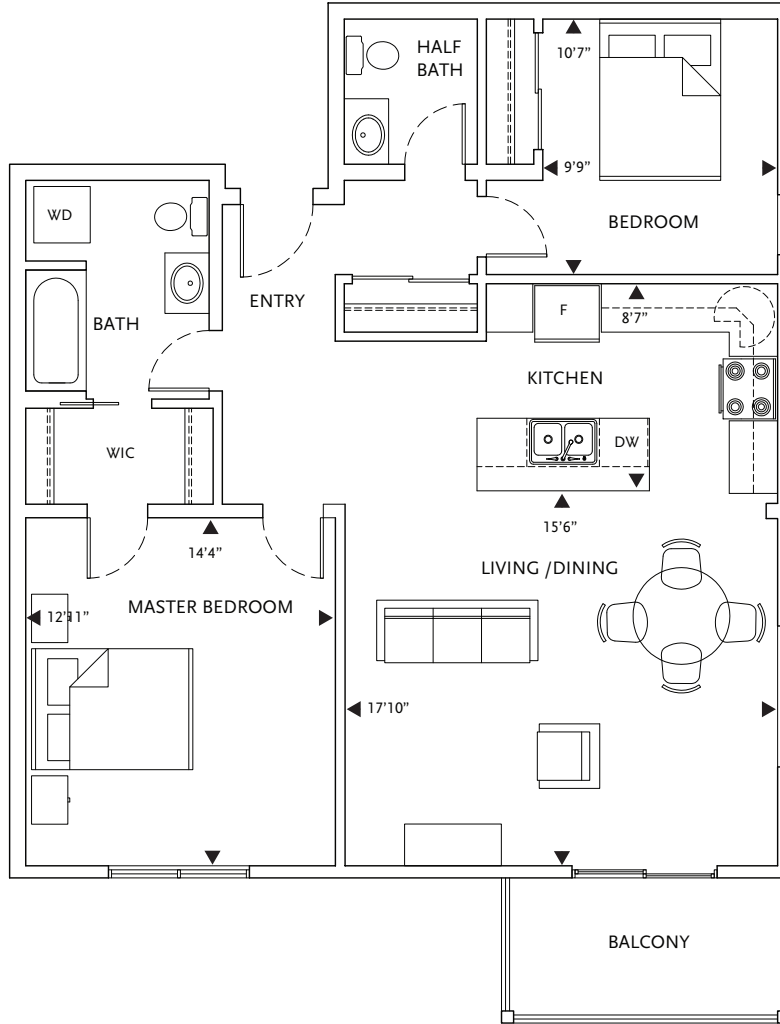 HALF
BATH
10'7"
9'9"
WD
BEDROOM
ENTRY
F
8'7"
BATH
KITCHEN
DW
WIC
15'6"
14'4"
LIVING /DINING
MASTER BEDROOM
12'11"
17'10"
BALCONY